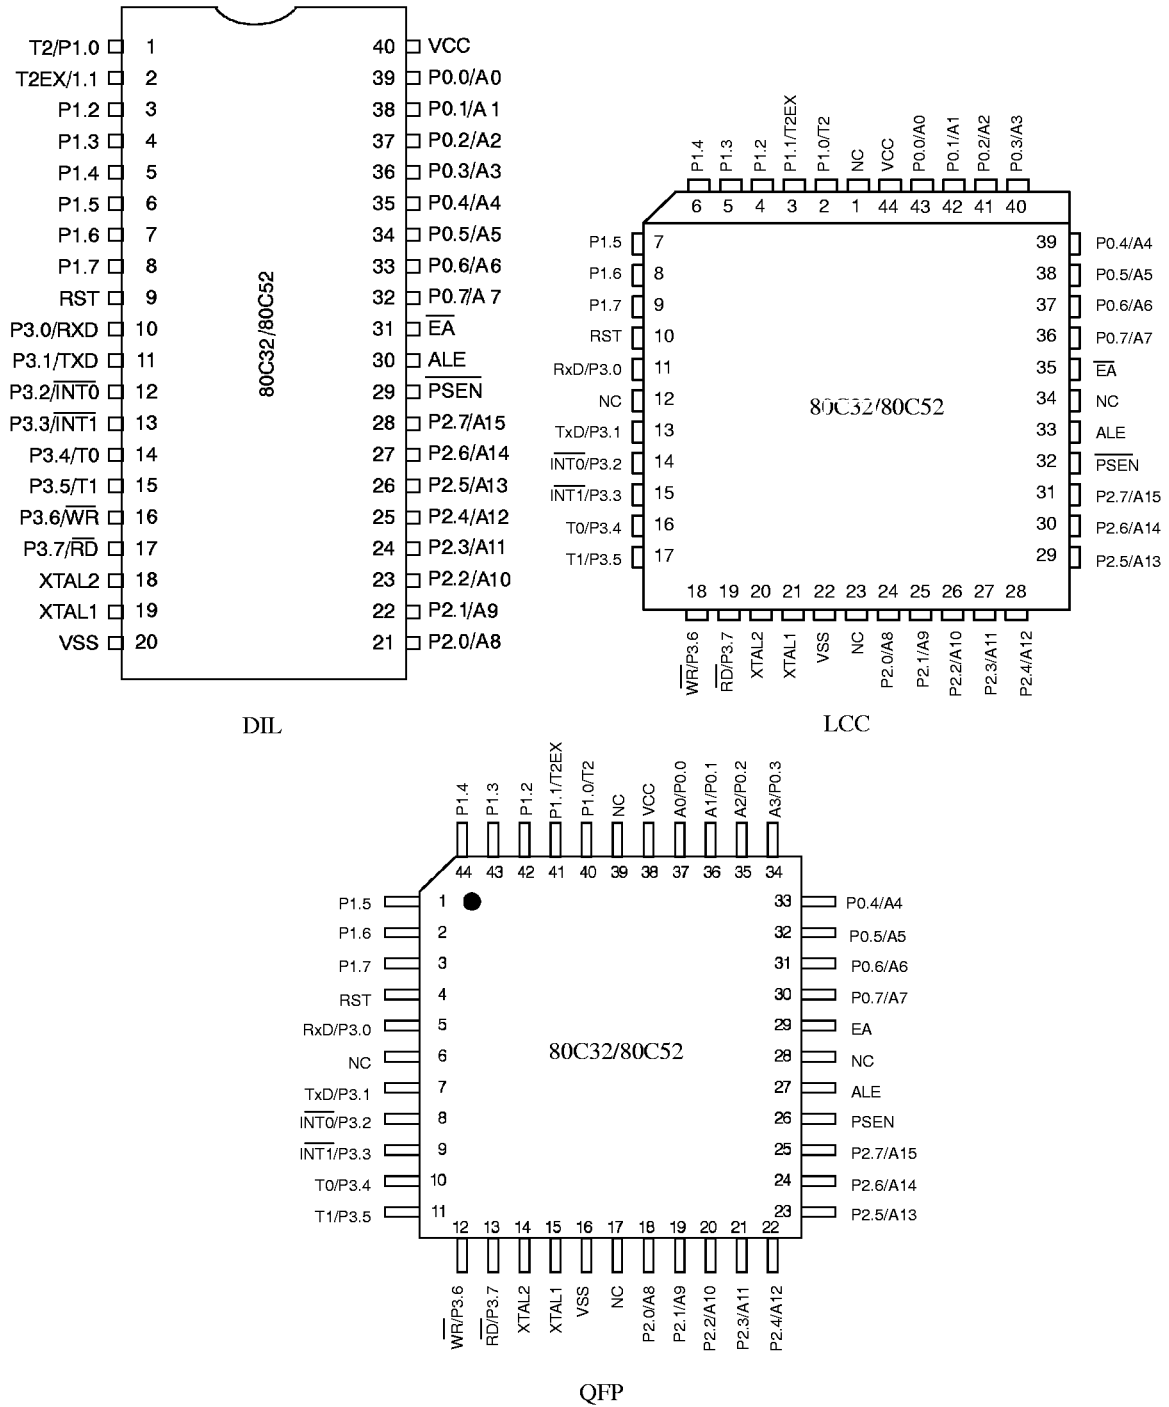 T2/P1.0 1 40 VCC
T2EX/1.1 2 39 P0.0/A0
P1.2 3 38 P0.1/A 1
P1.3 4 37 P0.2/A2
P1.4 5 36 P0.3/A3
P1.5 6 35 P0.4/A4
P1.6 7 34 P0.5/A5
P1.7 8 33 P0.6/A6
RST 9 32 P0.7/A 7
P3.0/RXD 10 31 EA
P3.1/TXD 11 30 ALE
P3.2/INT0 12 29 PSEN
P3.3/INT1 13 28 P2.7/A15
P3.4/T0 14 27 P2.6/A14
P3.5/T1 15 26 P2.5/A13
P3.6/WR 16 25 P2.4/A12
P3.7/RD 17 24 P2.3/A11
XTAL2 18 23 P2.2/A10
XTAL1 19 22 P2.1/A9
VSS 20 21 P2.0/A8
80C32/80C52
DIL
P1.4 P1.3 P1.2 P1.1/T2EX P1.0/T2 NC VCC P0.0/A0 P0.1/A1 P0.2/A2 P0.3/A3
6 5 4 3 2 1 44 43 42 41 40
P1.5 7 39 P0.4/A4
P1.6 8 38 P0.5/A5
P1.7 9 37 P0.6/A6
RST 10 36 P0.7/A7
RxD/P3.0 11 35 EA
NC 12 34 NC
TxD/P3.1 13 33 ALE
INT0/P3.2 14 32 PSEN
INT1/P3.3 15 31 P2.7/A15
T0/P3.4 16 30 P2.6/A14
T1/P3.5 17 29 P2.5/A13
80C32/80C52
18 19 20 21 22 23 24 25 26 27 28
WR/P3.6 RD/P3.7 XTAL2 XTAL1 VSS NC P2.0/A8 P2.1/A9 P2.2/A10 P2.3/A11 P2.4/A12
LCC
P1.4 P1.3 P1.2 P1.1/T2EX P1.0/T2 NC VCC A0/P0.0 A1/P0.1 A2/P0.2 A3/P0.3
44 43 42 41 40 39 38 37 36 35 34
P1.5 1 33 P0.4/A4
P1.6 2 32 P0.5/A5
P1.7 3 31 P0.6/A6
RST 4 30 P0.7/A7
RxD/P3.0 5 29 EA
NC 6 28 NC
TxD/P3.1 7 27 ALE
INT0/P3.2 8 26 PSEN
INT1/P3.3 9 25 P2.7/A15
T0/P3.4 10 24 P2.6/A14
T1/P3.5 11 23 P2.5/A13
80C32/80C52
12 13 14 15 16 17 18 19 20 21 22
WR/P3.6 RD/P3.7 XTAL2 XTAL1 VSS NC P2.0/A8 P2.1/A9 P2.2/A10 P2.3/A11 P2.4/A12
QFP